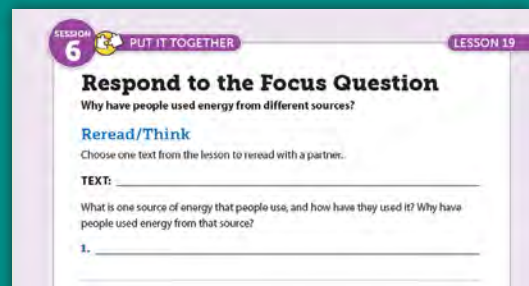 SESSION
6
PUT IT TOGETHER
LESSON 19
Respond to the Focus Question
Why have people used energy from different sources?
Reread/Think
Choose one text from the lesson to reread with a partner.
TEXT:
What is one source of energy that people use, and how have they used it? Why have
people used energy from that source?
1.